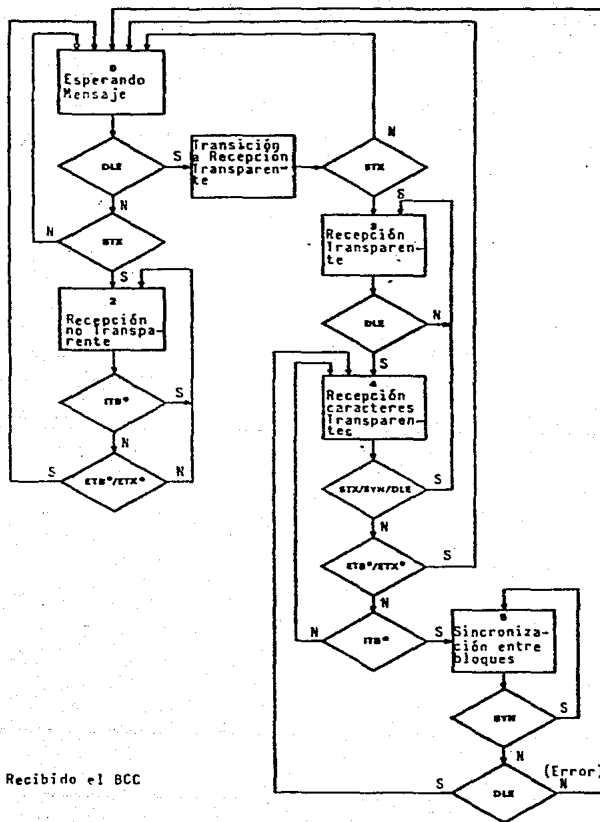 0
Esperando
Mensaje
DLE
S
Transición
a Recepción
Transparen-
te
STX
N
N
STX
N
S
S
3
Recepción
Transparen-
te
2
Recepción
no Transpa-
rente
DLE
N
S
ITB*
S
4
Recepción
caracteres
Transparen-
tes
N
S
ETB*/ETX*
N
STX/SYN/DLE
S
N
ETB*/ETX*
S
N
N
ITB*
S
5
Sincroniza-
ción entre
bloques
SYN
S
N
Recibido el BCC
S
DLE
(Error)
N